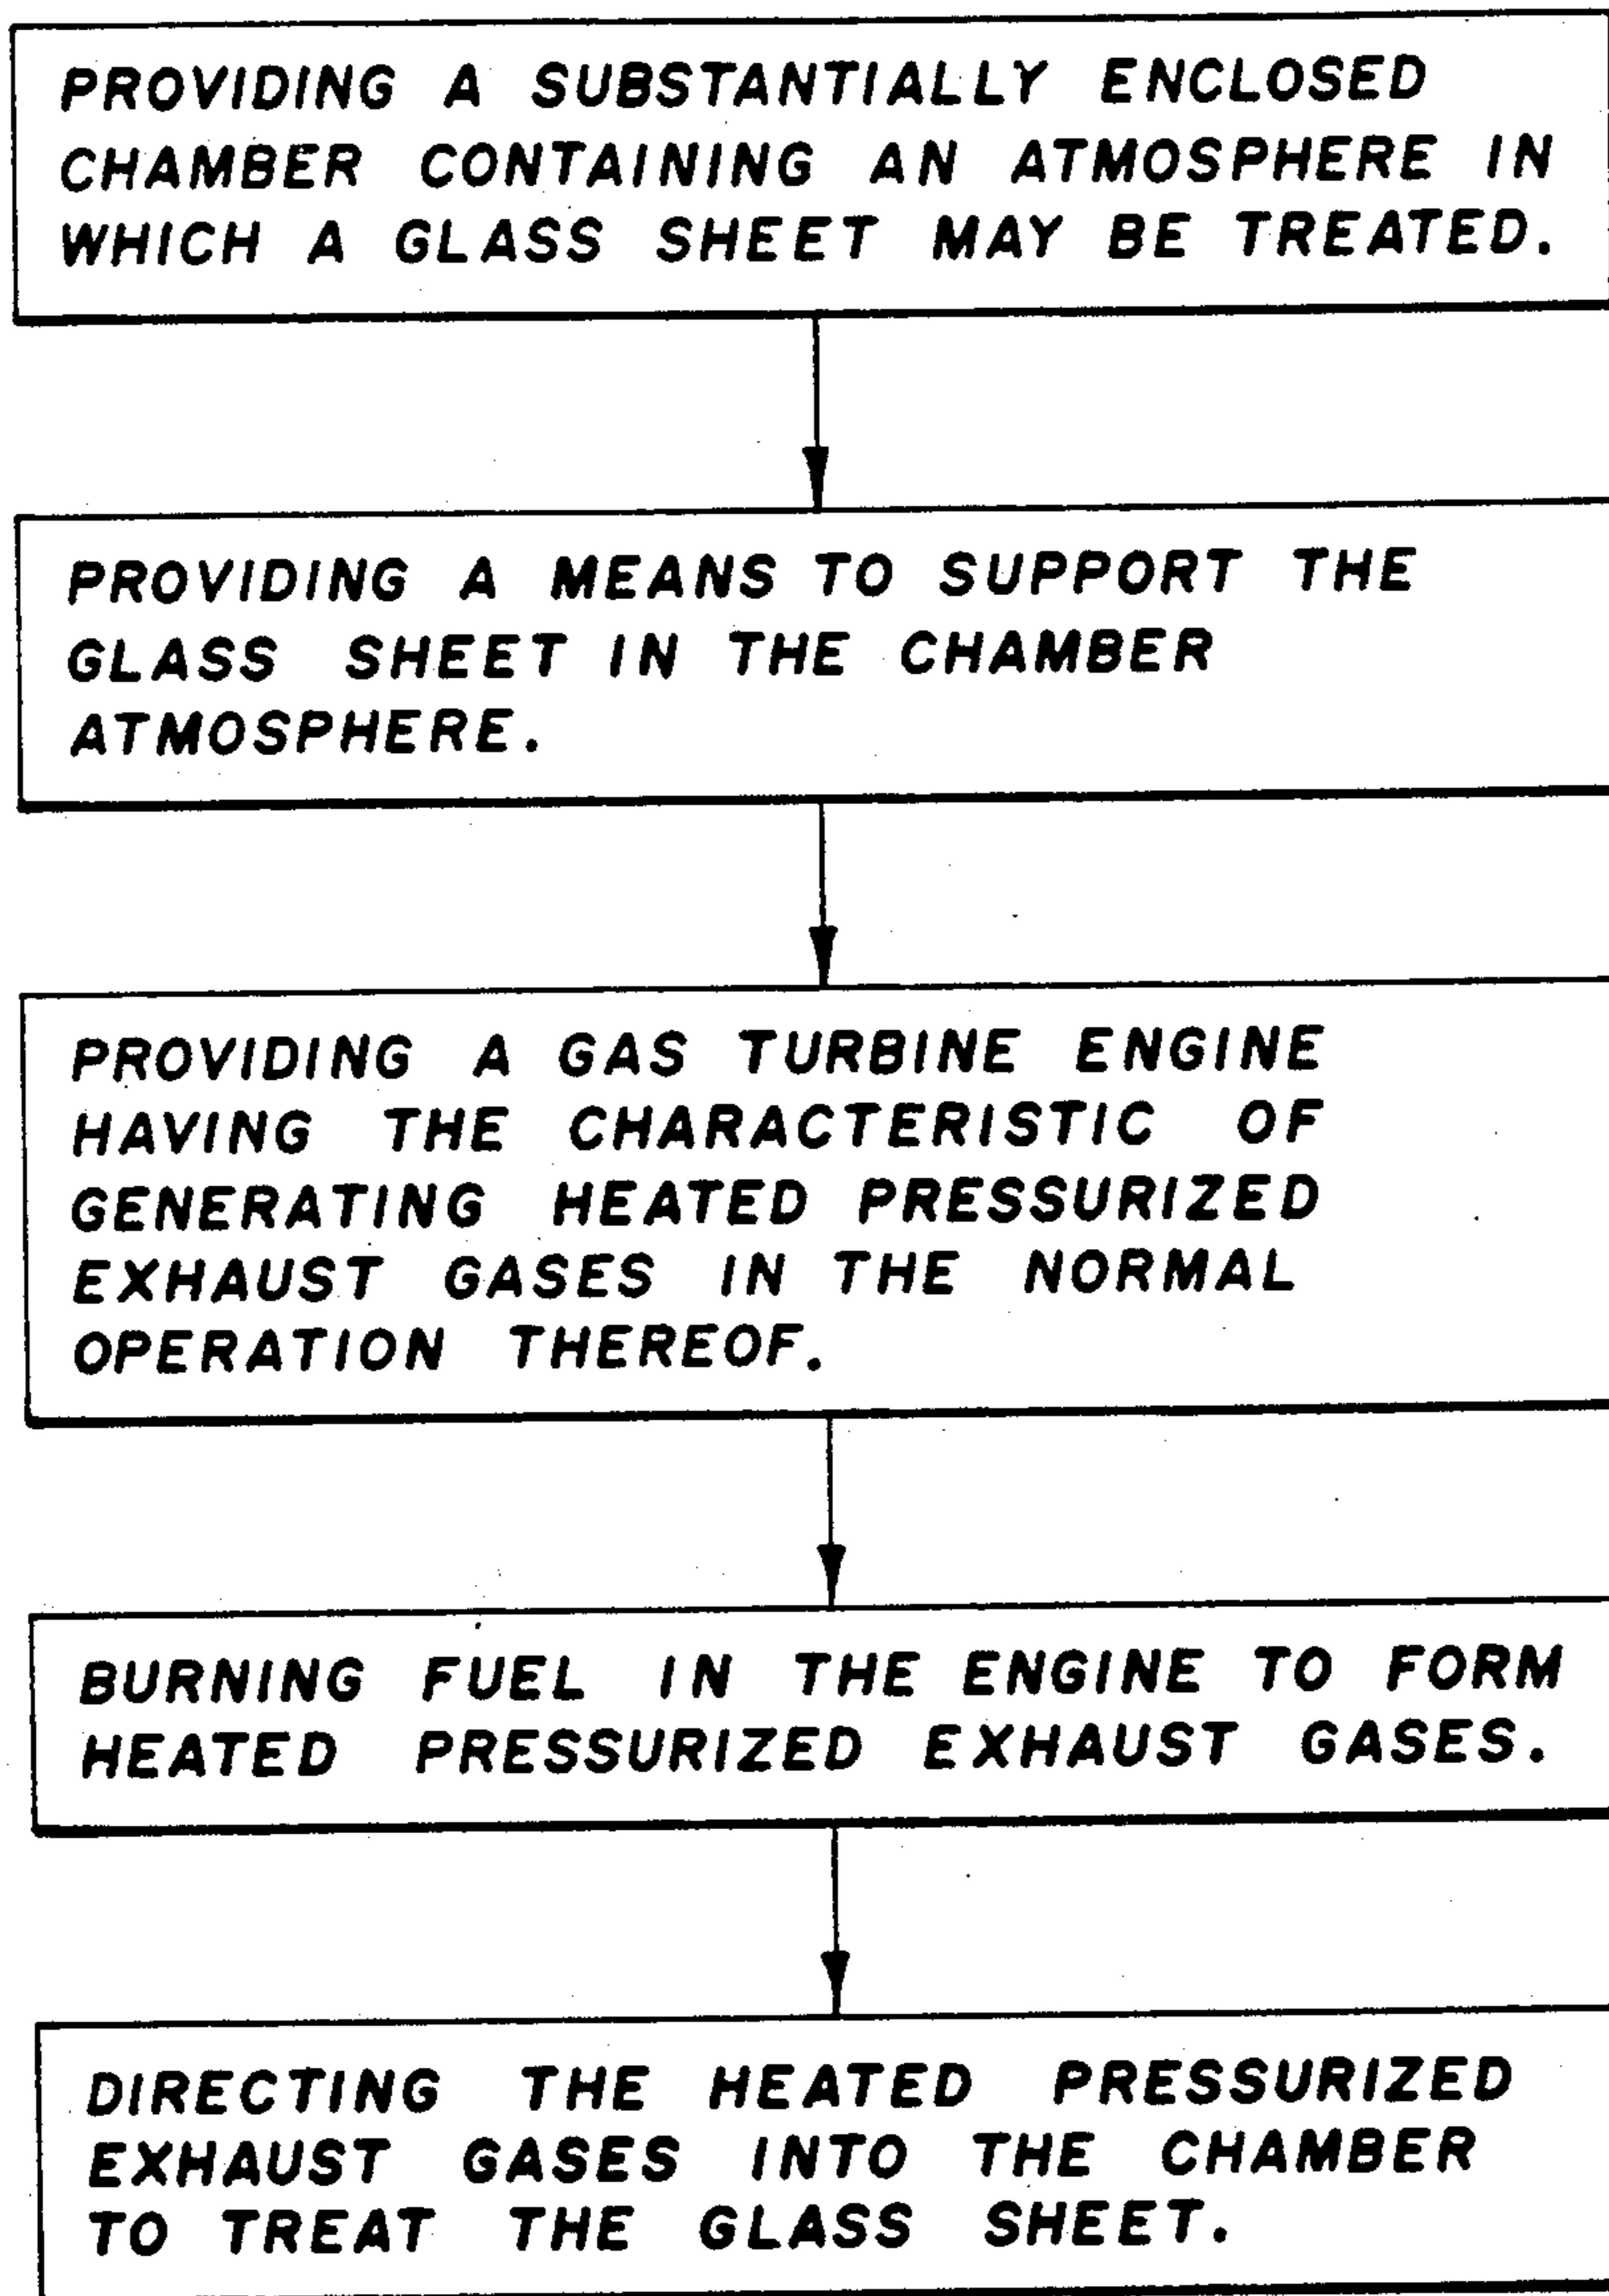 PROVIDING A SUBSTANTIALLY ENCLOSED
CHAMBER CONTAINING AN ATMOSPHERE IN
WHICH A GLASS SHEET MAY BE TREATED.
PROVIDING A MEANS TO SUPPORT THE
GLASS SHEET IN THE CHAMBER
ATMOSPHERE.
PROVIDING A GAS TURBINE ENGINE
HAVING THE CHARACTERISTIC OF
GENERATING HEATED PRESSURIZED
EXHAUST GASES IN THE NORMAL
OPERATION THEREOF.
BURNING FUEL IN THE ENGINE TO FORM
HEATED PRESSURIZED EXHAUST GASES.
DIRECTING THE HEATED PRESSURIZED
EXHAUST GASES INTO THE CHAMBER
TO TREAT THE GLASS SHEET.